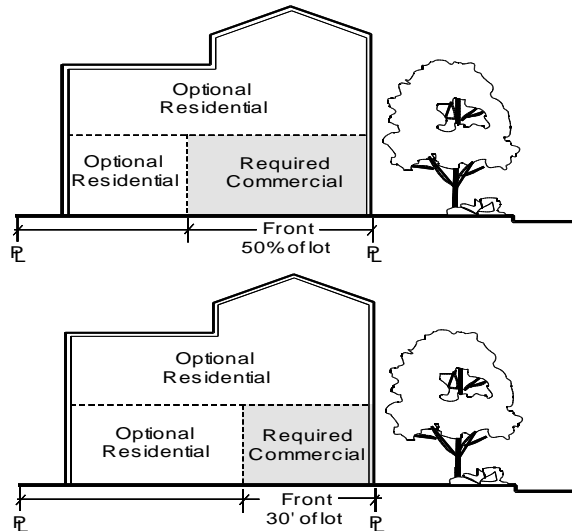 Optional
Residential
Optional
Residential
Required
Commercial
Front
50% of lot
PL
PL
Optional
Residential
Optional
Residential
Required
Commercial
Front
30' of lot
PL
PL